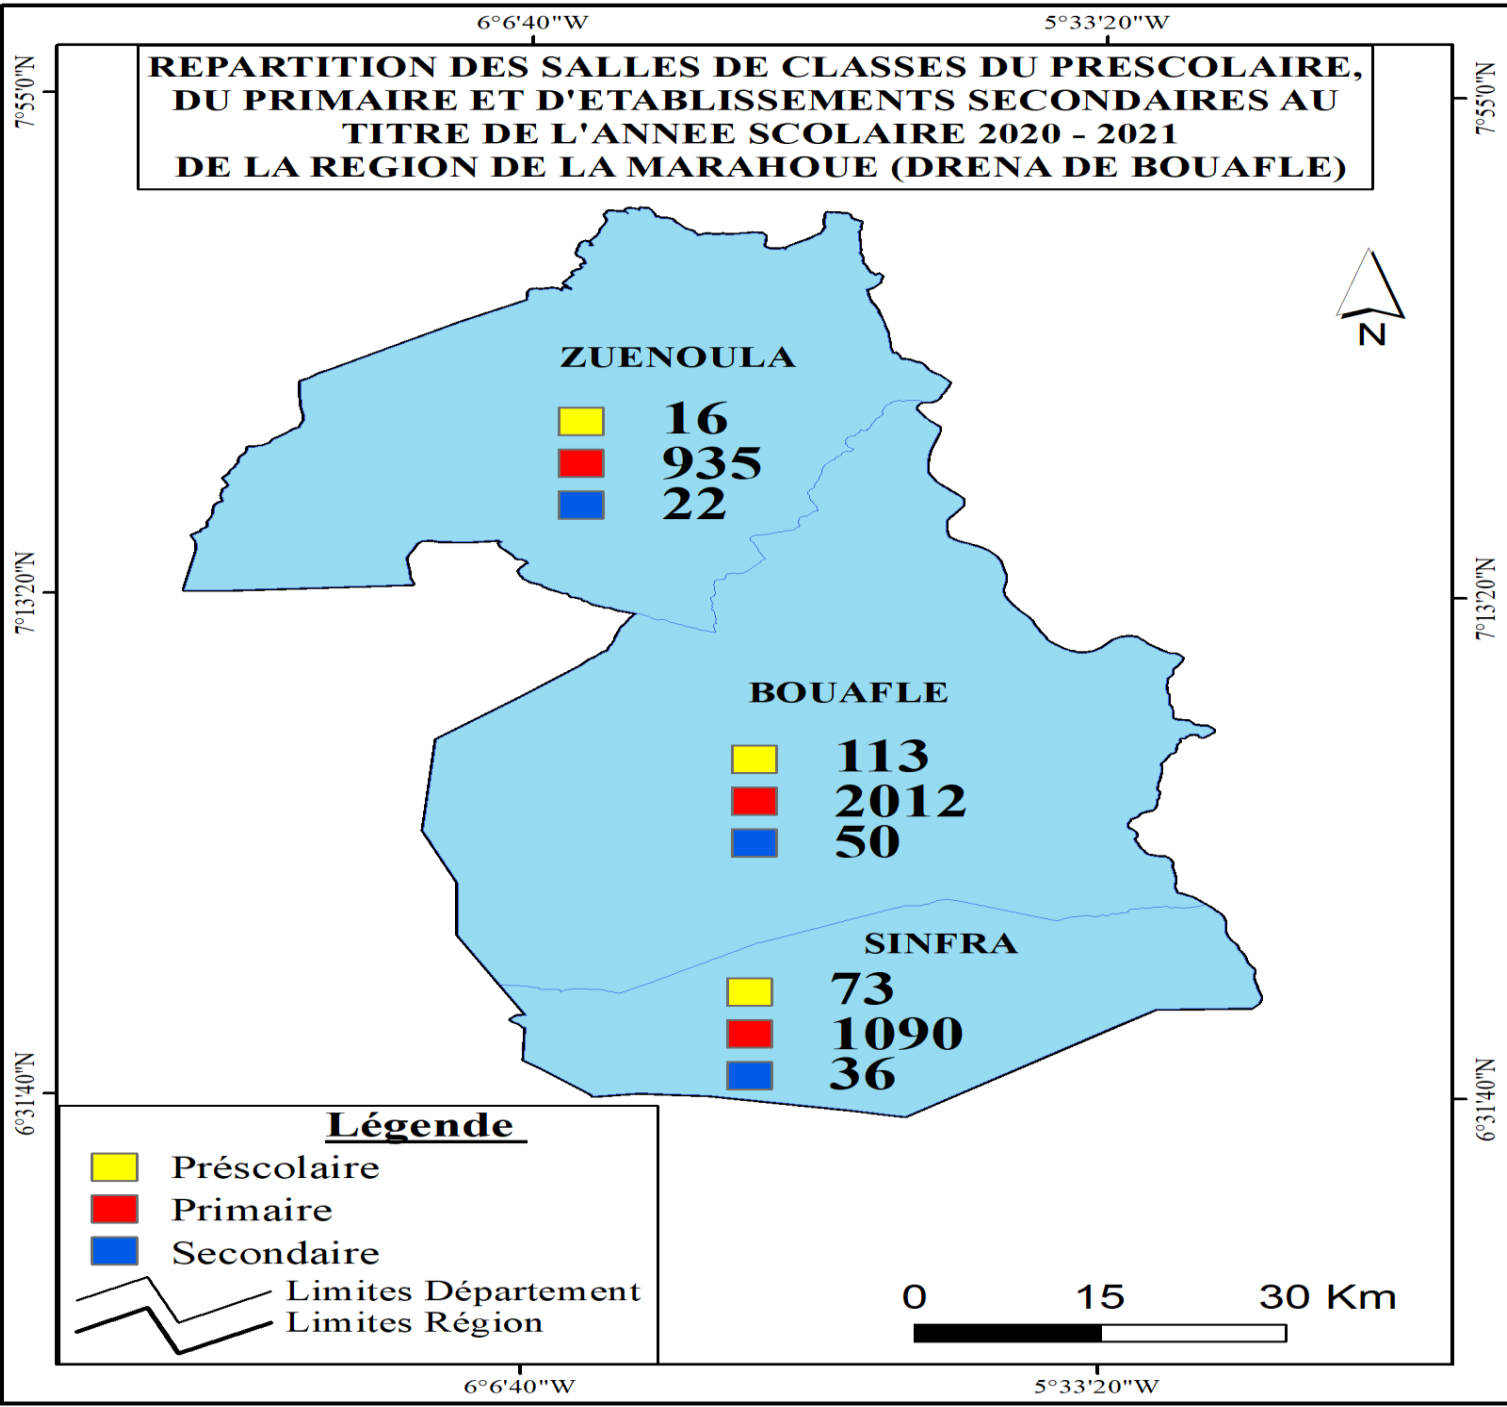 6°6'40"W
5°33'20"W
REPARTITION DES SALLES DE CLASSES DU PRESCOLAIRE,
DU PRIMAIRE ET D'ETABLISSEMENTS SECONDAIRES AU
TITRE DE L'ANNEE SCOLAIRE 2020 - 2021
DE LA REGION DE LA MARAHOUE (DRENA DE BOUAFLE)
7°55'0"N
7°55'0"N
N
ZUENOULA
16
935
22
7°13'20"N
7°13'20"N
BOUAFLE
113
2012
50
SINFRA
73
1090
36
6°31'40"N
6°31'40"N
Légende
Préscolaire
Primaire
Secondaire
Limites Département
Limites Région
0 15 30 Km
6°6'40"W
5°33'20"W